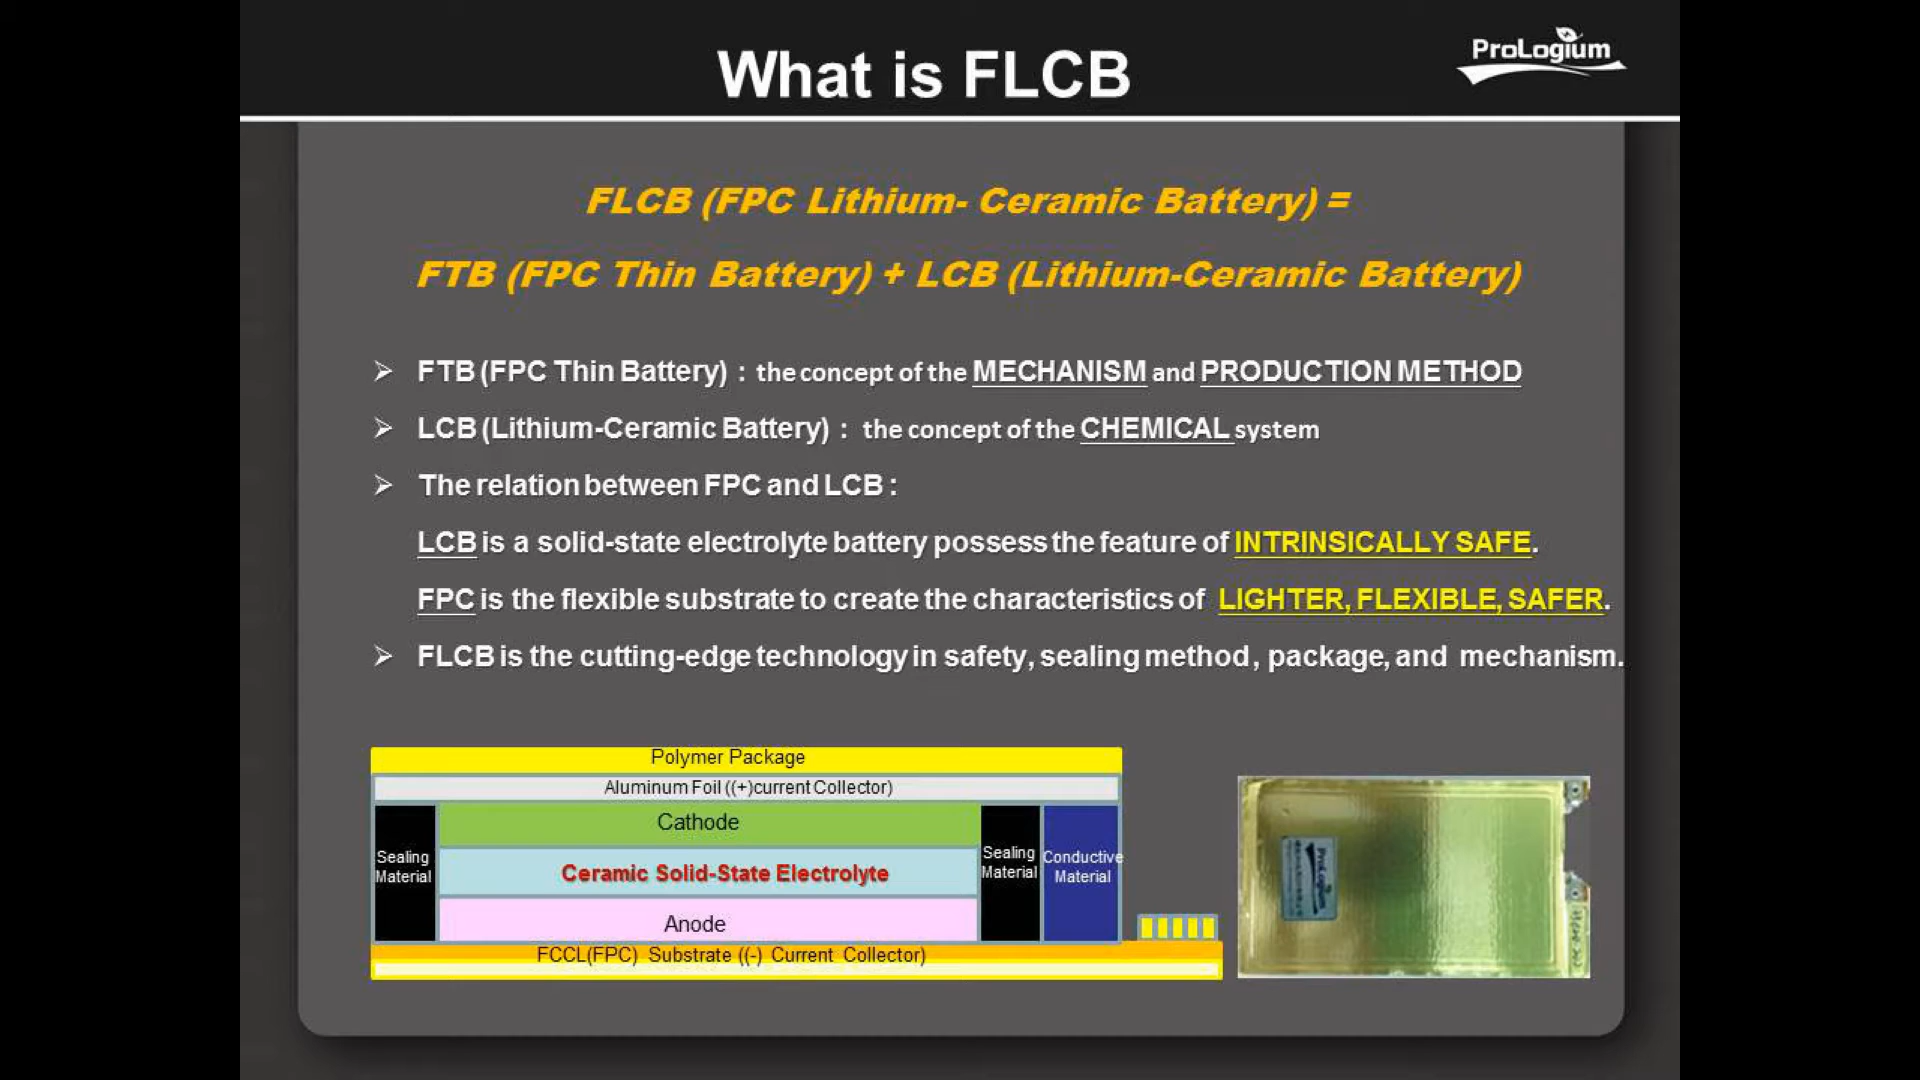 What is FLCB
ProLogium
FLCB (FPC Lithium- Ceramic Battery) =
FTB (FPC Thin Battery) + LCB (Lithium-Ceramic Battery)
FTB (FPC Thin Battery) : the concept of the MECHANISM and PRODUCTION METHOD
LCB (Lithium-Ceramic Battery) : the concept of the CHEMICAL system
The relation between FPC and LCB :
LCB is a solid-state electrolyte battery possess the feature of INTRINSICALLY SAFE.
FPC is the flexible substrate to create the characteristics of LIGHTER, FLEXIBLE, SAFER.
FLCB is the cutting-edge technology in safety, sealing method, package, and mechanism.
Polymer Package
Aluminum Foil ((+)current Collector)
Cathode
Sealing
Material
Ceramic Solid-State Electrolyte
Sealing
Material
Conductive
Material
Anode
FCCL(FPC) Substrate ((-) Current Collector)
ProLogium